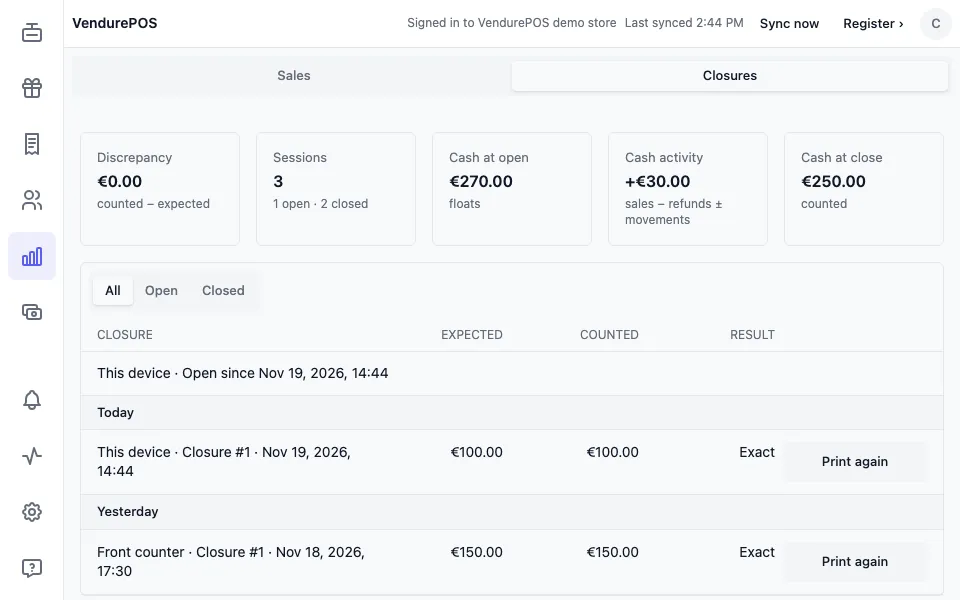 VendurePOS
Signed in to VendurePOS demo store Last synced 2:44 PM Sync now Register › C
Sales Closures
Discrepancy
€0.00
counted – expected
Sessions
3
1 open · 2 closed
Cash at open
€270.00
floats
Cash activity
+€30.00
sales – refunds ±
movements
Cash at close
€250.00
counted
All Open Closed
CLOSURE EXPECTED COUNTED RESULT
This device · Open since Nov 19, 2026, 14:44
Today
This device · Closure #1 · Nov 19, 2026,
14:44
€100.00 €100.00 Exact Print again
Yesterday
Front counter · Closure #1 · Nov 18, 2026,
17:30
€150.00 €150.00 Exact Print again